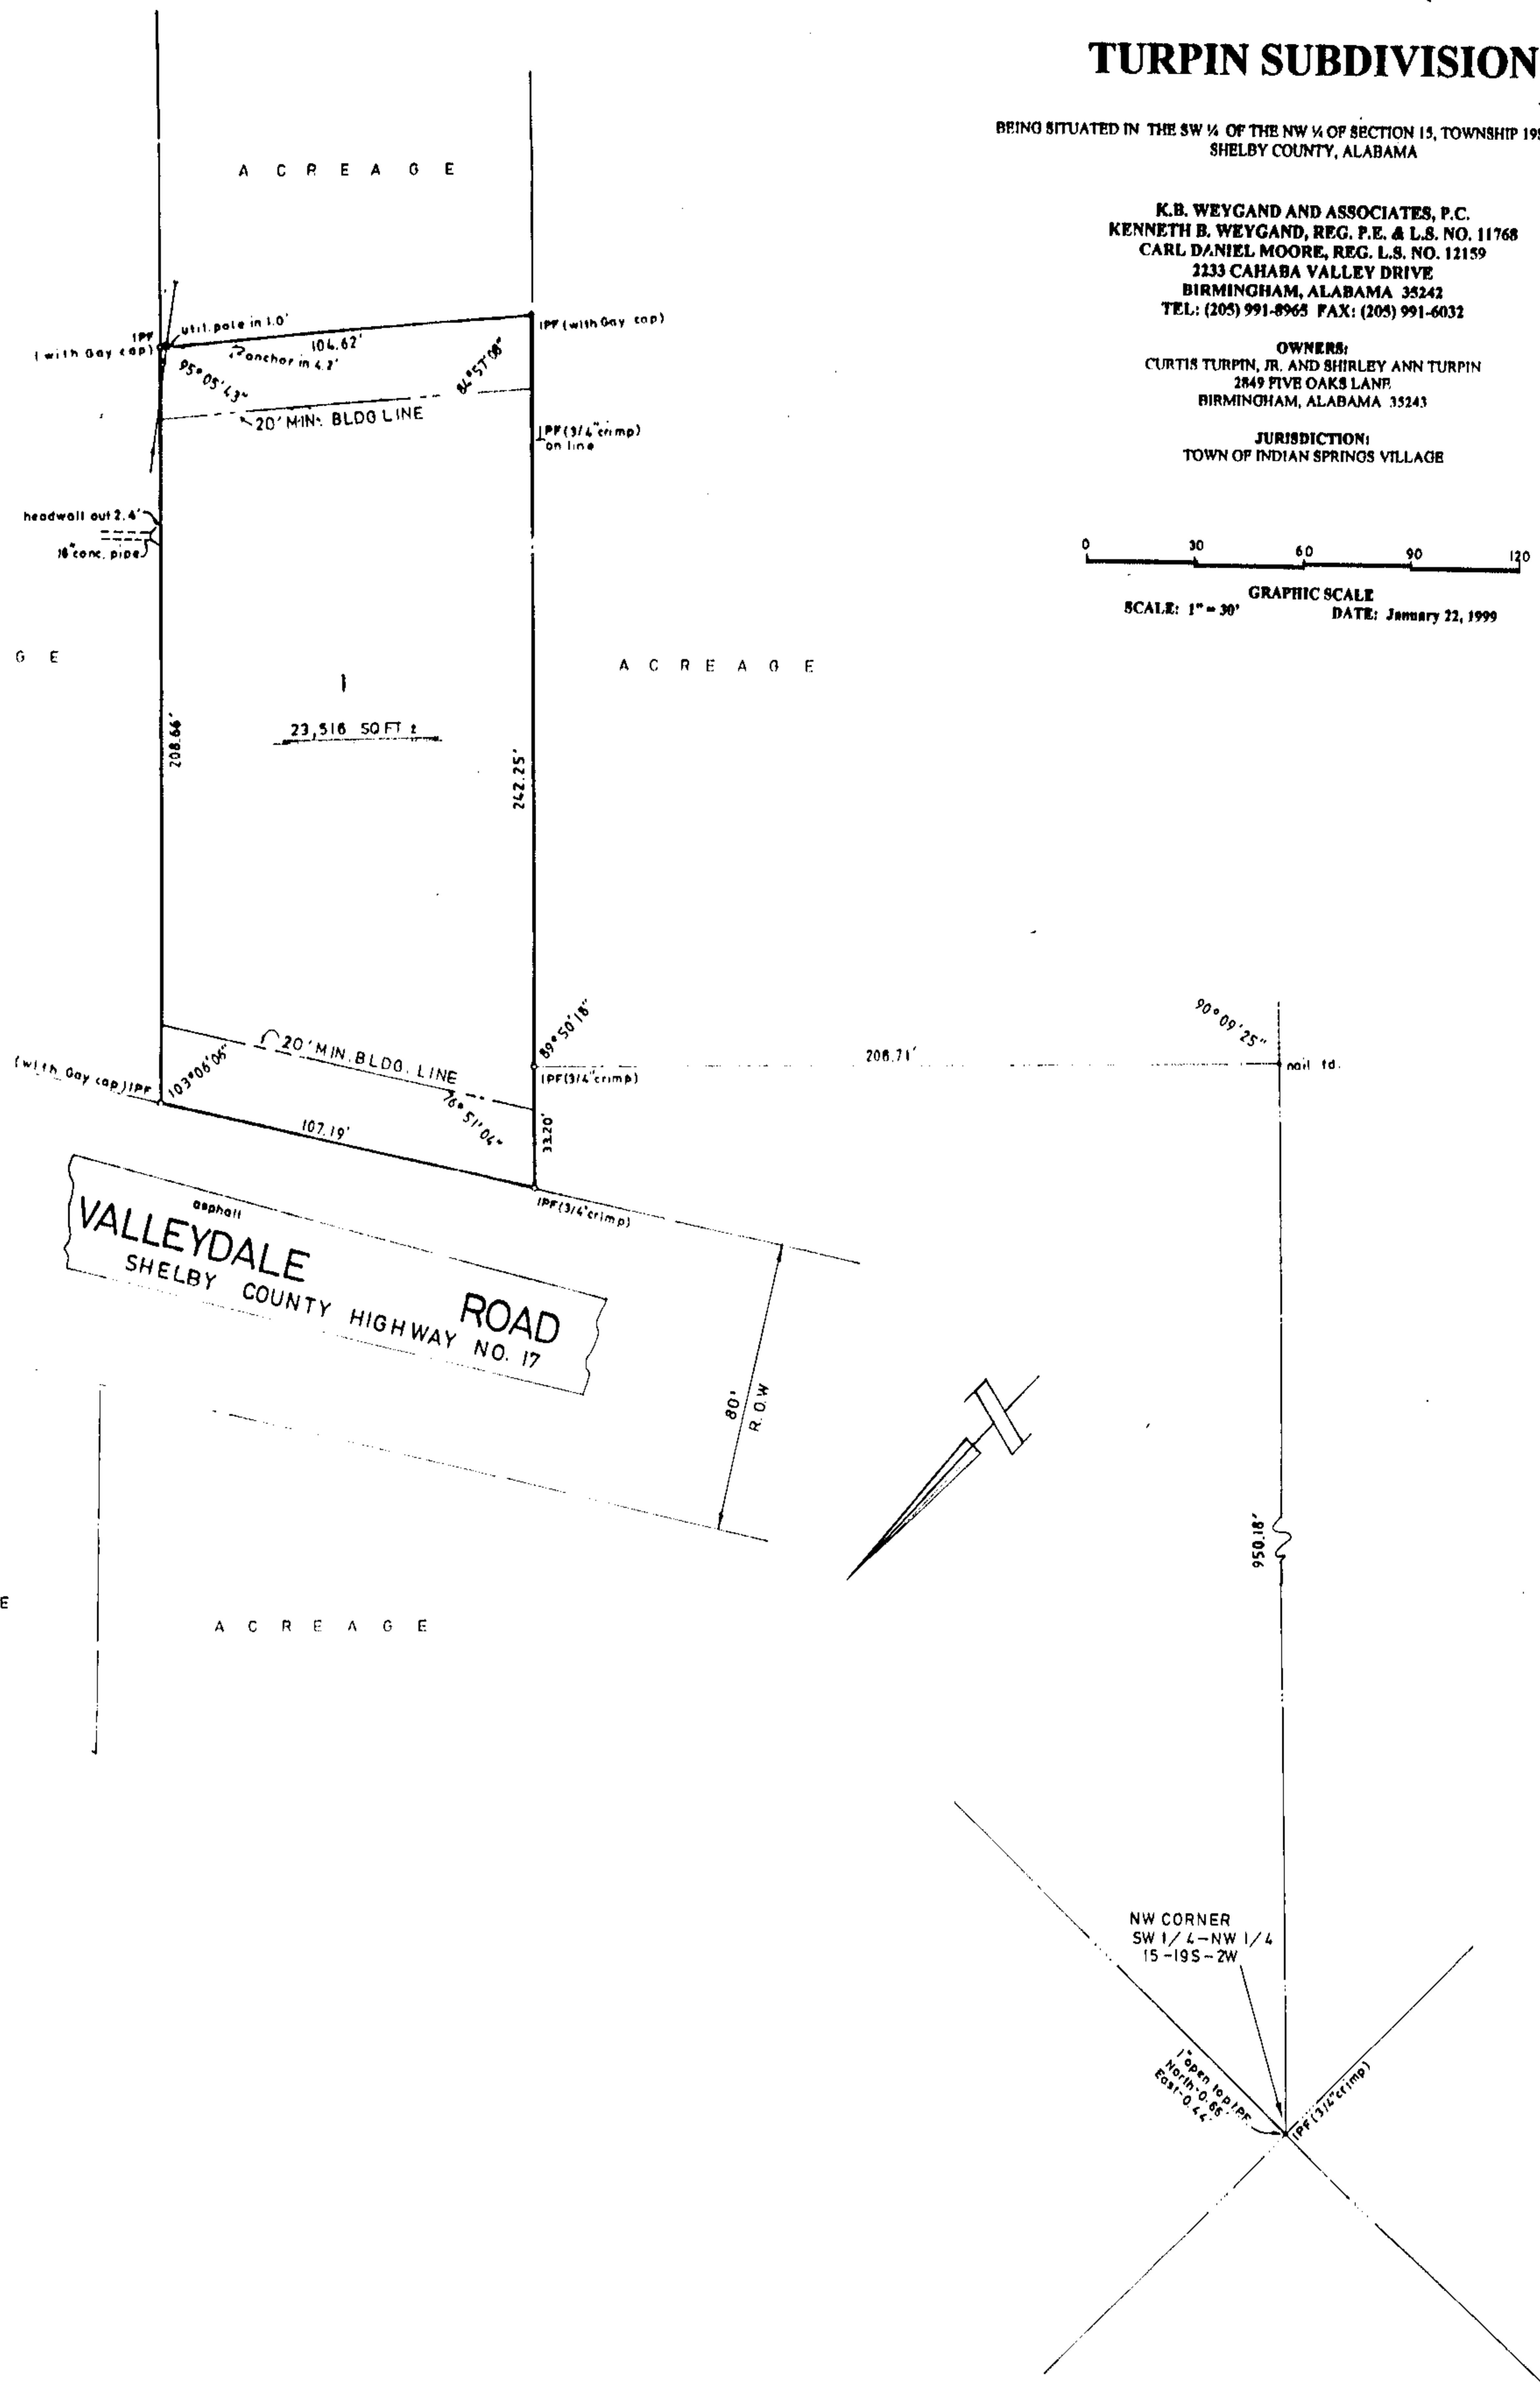 TURPIN SUBDIVISION
BEING SITUATED IN THE SW ¼ OF THE NW ¼ OF SECTION 15, TOWNSHIP 19S
SHELBY COUNTY, ALABAMA
K.B. WEYGAND AND ASSOCIATES, P.C.
KENNETH B. WEYGAND, REG. P.E. & L.S. NO. 11768
CARL DANIEL MOORE, REG. L.S. NO. 12159
2233 CAHABA VALLEY DRIVE
BIRMINGHAM, ALABAMA 35242
TEL: (205) 991-8965 FAX: (205) 991-6032
OWNERS:
CURTIS TURPIN, JR. AND SHIRLEY ANN TURPIN
2849 FIVE OAKS LANE
BIRMINGHAM, ALABAMA 35243
JURISDICTION:
TOWN OF INDIAN SPRINGS VILLAGE
0 30 60 90 120
GRAPHIC SCALE
SCALE: 1" = 30' DATE: January 22, 1999
ACREAGE
IPF
(with Gay cap)
util. pole in 1.0'
104.62'
anchor in 4.2'
IPF (with Gay cap)
95°05'43"
84°57'08"
20' MIN. BLDG LINE
IPF (3/4" crimp)
on line
headwall out 2.4'
18" conc. pipe
G E
ACREAGE
1
23,516 SQ FT ±
208.66'
242.25'
89°50'18"
90°09'25"
20' MIN. BLDG. LINE
206.71'
nail fd.
(with Gay cap) IPF
103°06'06"
IPF (3/4" crimp)
76°51'04"
33.20'
107.19'
IPF (3/4" crimp)
asphalt
VALLEYDALE ROAD
SHELBY COUNTY HIGHWAY NO. 17
80'
R.O.W
950.18'
E
ACREAGE
NW CORNER
SW 1/4-NW 1/4
15-19S-2W
1" open top IPF
North-0.66'
East-0.44'
IPF (3/4" crimp)